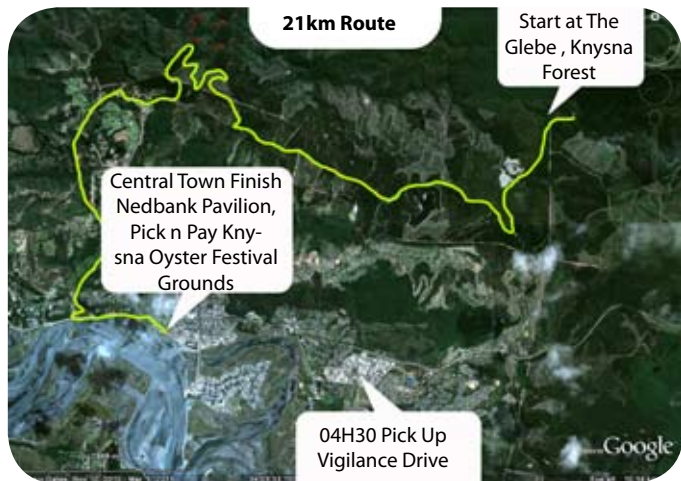 21km Route
Start at The
Glebe , Knysna
Forest
Central Town Finish
Nedbank Pavilion,
Pick n Pay Kny-
sna Oyster Festival
Grounds
04H30 Pick Up
Vigilance Drive
Google